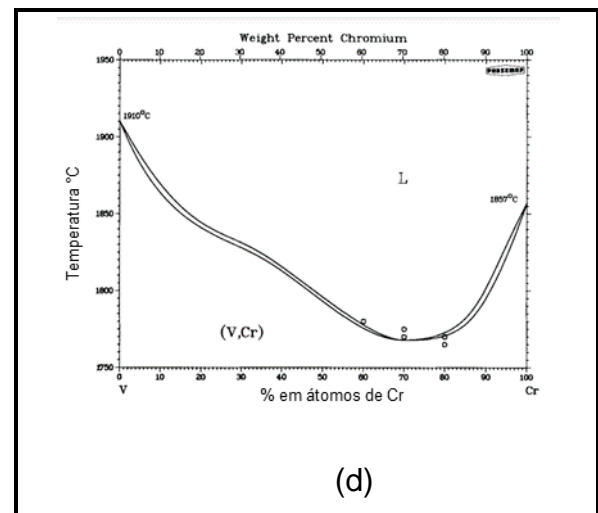 Weight Percent Chromium
0 10 20 30 40 50 60 70 80 90 100
1950
PHASEMAP
1910°C
1900
L
1857°C
1850
Temperatura °C
1800
(V,Cr)
1750
0 10 20 30 40 50 60 70 80 90 100
V % em átomos de Cr Cr
(d)